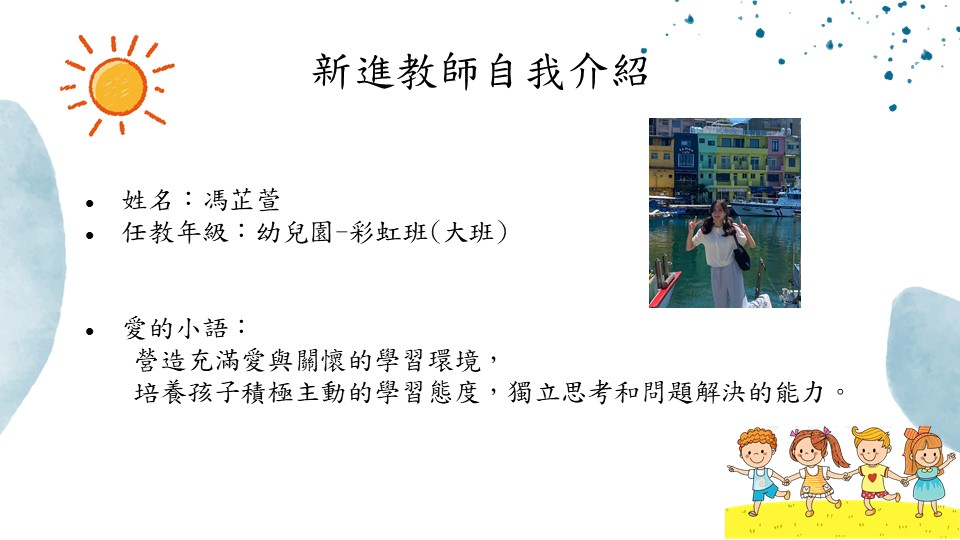 新進教師自我介紹
● 姓名：馮芷萱
● 任教年級：幼兒園-彩虹班(大班)
● 愛的小語：
營造充滿愛與關懷的學習環境，
培養孩子積極主動的學習態度，獨立思考和問題解決的能力。